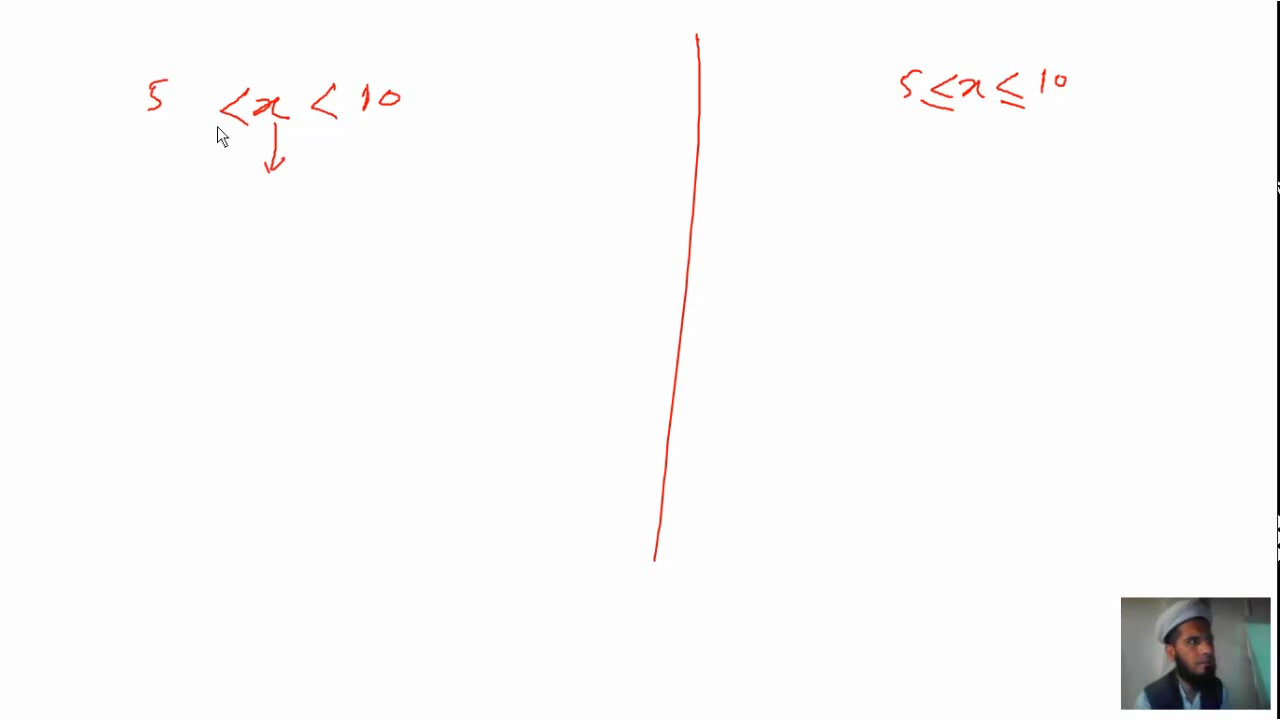 5 < x < 10
5 ≤ x ≤ 10